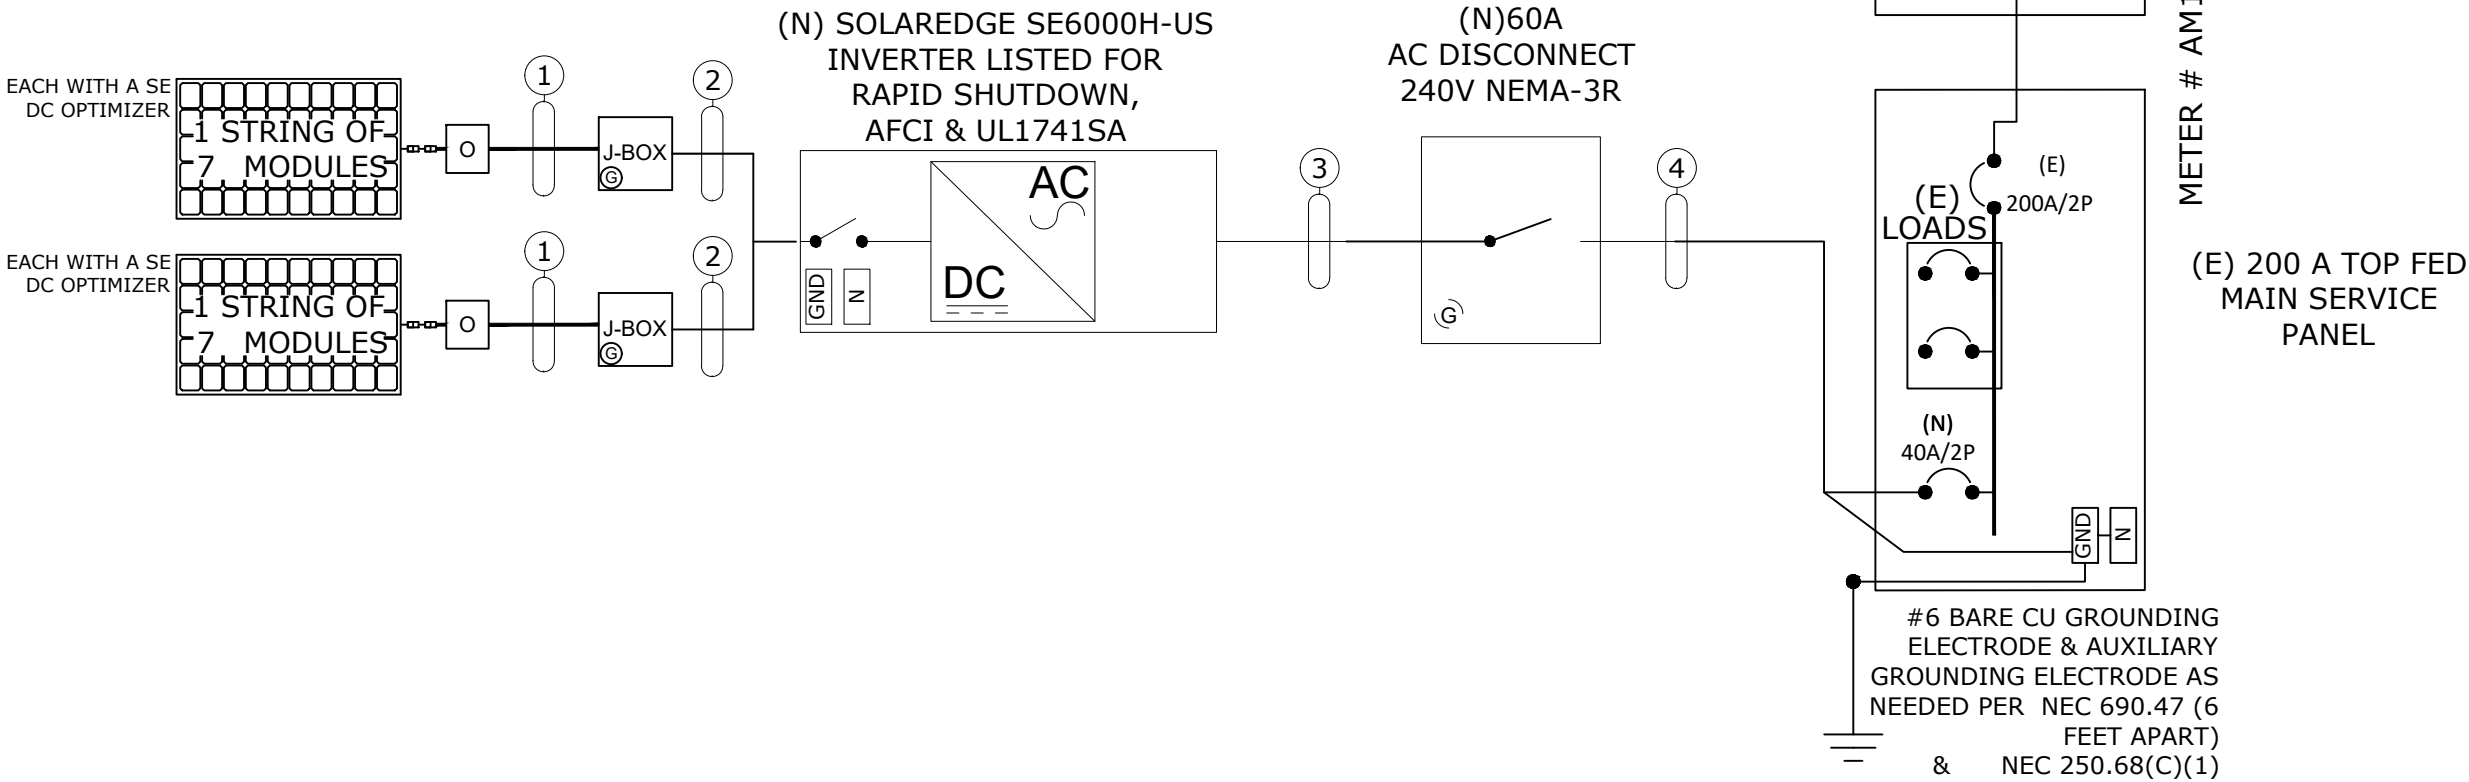 EACH WITH A SE
DC OPTIMIZER
1 STRING OF
7 MODULES
O
1
J-BOX
G
2
EACH WITH A SE
DC OPTIMIZER
1 STRING OF
7 MODULES
O
1
J-BOX
G
2
(N) SOLAREDGE SE6000H-US
INVERTER LISTED FOR
RAPID SHUTDOWN,
AFCI & UL1741SA
AC
DC
GND
N
3
(N)60A
AC DISCONNECT
240V NEMA-3R
G
4
(E)
200A/2P
(E)
LOADS
(N)
40A/2P
GND
N
METER #
(E) 200 A TOP FED
MAIN SERVICE
PANEL
#6 BARE CU GROUNDING
ELECTRODE & AUXILIARY
GROUNDING ELECTRODE AS
NEEDED PER NEC 690.47 (6
FEET APART)
& NEC 250.68(C)(1)